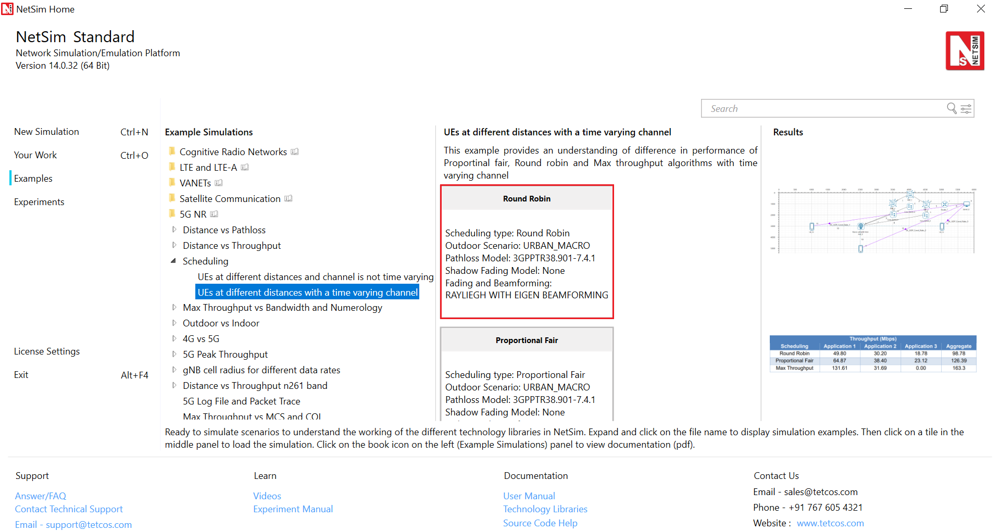 NetSim Home
NetSim Standard
Network Simulation/Emulation Platform
Version 14.0.32 (64 Bit)
NETSIM
Search
New Simulation Ctrl+N
Your Work Ctrl+O
Examples
Experiments
License Settings
Exit Alt+F4
Example Simulations
Cognitive Radio Networks
LTE and LTE-A
VANETs
Satellite Communication
5G NR
Distance vs Pathloss
Distance vs Throughput
Scheduling
UEs at different distances and channel is not time varying
UEs at different distances with a time varying channel
Max Throughput vs Bandwidth and Numerology
Outdoor vs Indoor
4G vs 5G
5G Peak Throughput
gNB cell radius for different data rates
Distance vs Throughput n261 band
5G Log File and Packet Trace
Max Throughput vs MCS and CQI
UEs at different distances with a time varying channel
This example provides an understanding of difference in performance of
Proportinal fair, Round robin and Max throughput algorithms with time
varying channel
Round Robin
Scheduling type: Round Robin
Outdoor Scenario: URBAN_MACRO
Pathloss Model: 3GPPTR38.901-7.4.1
Shadow Fading Model: None
Fading and Beamforming:
RAYLIEGH WITH EIGEN BEAMFORMING
Proportional Fair
Scheduling type: Proportional Fair
Outdoor Scenario: URBAN_MACRO
Pathloss Model: 3GPPTR38.901-7.4.1
Shadow Fading Model: None
Results
Throughput (Mbps)
Scheduling Application 1 Application 2 Application 3 Aggregate
Round Robin 49.80 30.20 18.78 98.78
Proportional Fair 64.87 38.40 23.12 126.39
Max Throughput 131.61 31.69 0.00 163.3
Ready to simulate scenarios to understand the working of the different technology libraries in NetSim. Expand and click on the file name to display simulation examples. Then click on a tile in the
middle panel to load the simulation. Click on the book icon on the left (Example Simulations) panel to view documentation (pdf).
Support
Answer/FAQ
Contact Technical Support
Email - support@tetcos.com
Learn
Videos
Experiment Manual
Documentation
User Manual
Technology Libraries
Source Code Help
Contact Us
Email - sales@tetcos.com
Phone - +91 767 605 4321
Website : www.tetcos.com